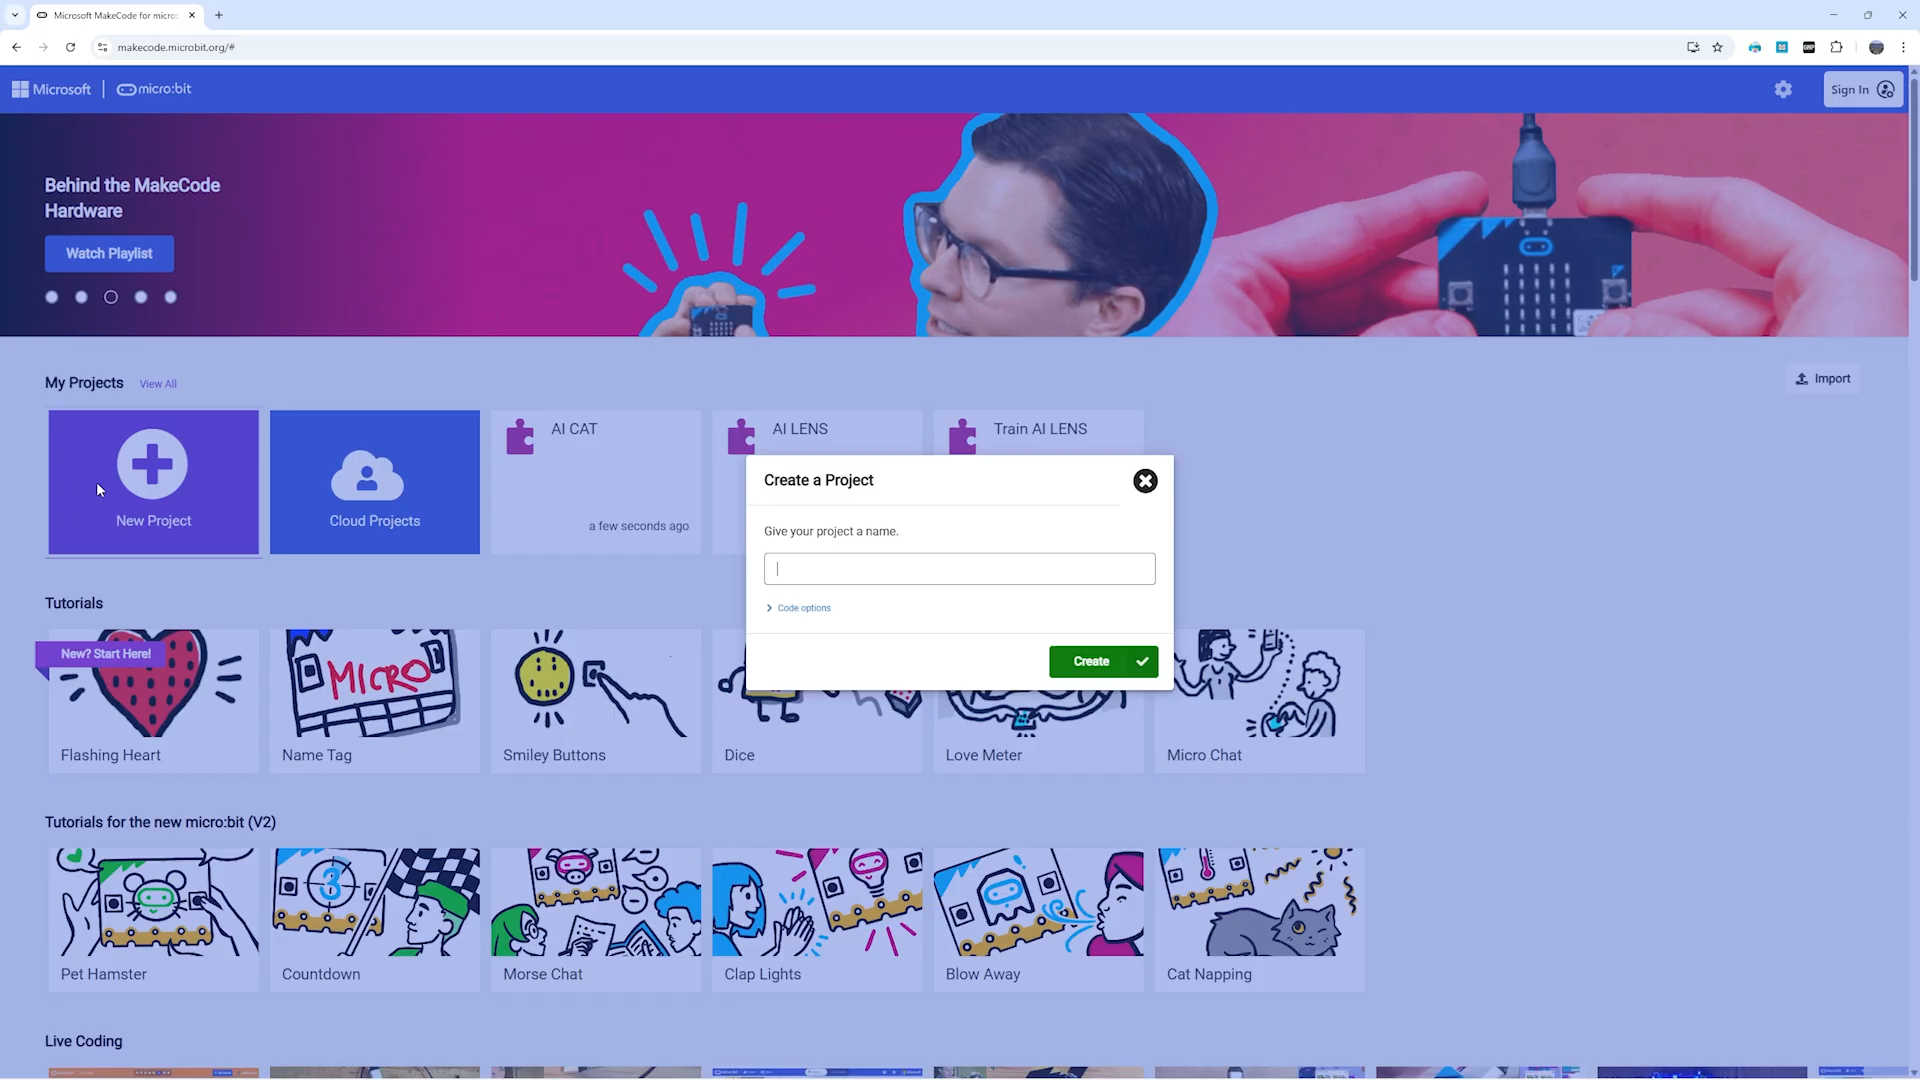 Microsoft MakeCode for micro:
makecode.microbit.org/#
Microsoft
micro:bit
Sign In
Behind the MakeCode
Hardware
Watch Playlist
My Projects
View All
Import
New Project
Cloud Projects
AI CAT
a few seconds ago
AI LENS
Train AI LENS
Create a Project
Give your project a name.
Code options
Create
Tutorials
New? Start Here!
MICRO
Flashing Heart
Name Tag
Smiley Buttons
Dice
Love Meter
Micro Chat
Tutorials for the new micro:bit (V2)
3
Pet Hamster
Countdown
Morse Chat
Clap Lights
Blow Away
Cat Napping
Live Coding